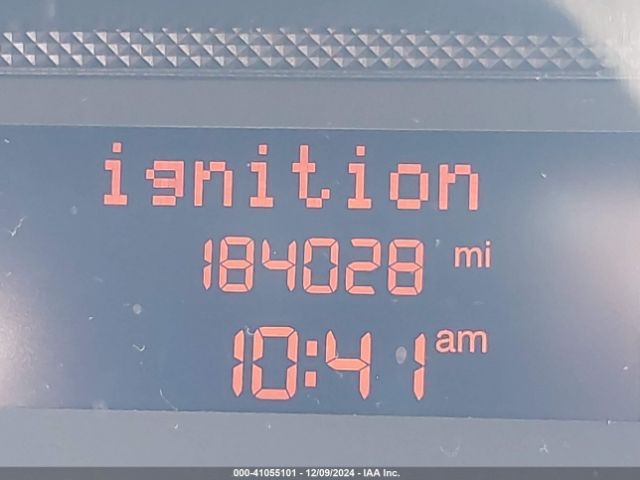 ignition
184028 mi
10:41 am
000-41055101 - 12/09/2024 - IAA Inc.